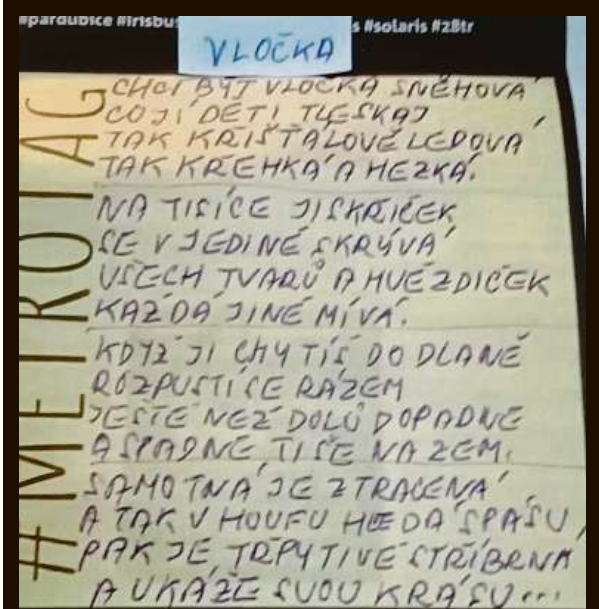 #pardubice #irisbus #solaris #28tr
VLOČKA
#METROTAG
CHCI BÝT VLOČKA SNĚHOVÁ
CO JÍ DĚTI TLESKAJ
TAK KŘIŠŤÁLOVĚ LEDOVÁ
TAK KŘEHKÁ A HEZKÁ.
NA TISÍCE JISKŘIČEK
SE V JEDINÉ SKRÝVÁ
VŠECH TVARŮ A HVĚZDIČEK
KAŽDÁ JINÉ MÍVÁ.
KDYŽ JI CHYTÍŠ DO DLANĚ
ROZPUSTÍ SE RÁZEM
JEŠTĚ NEŽ DOLŮ DOPADNE
A SPADNE TIŠE NA ZEM.
SAMOTNÁ JE ZTRACENÁ
A TAK V HOUFU HLEDÁ SPÁSU,
PAK JE TŘPYTIVĚ STŘÍBRNÁ
A UKÁŽE SVOU KRÁSU...